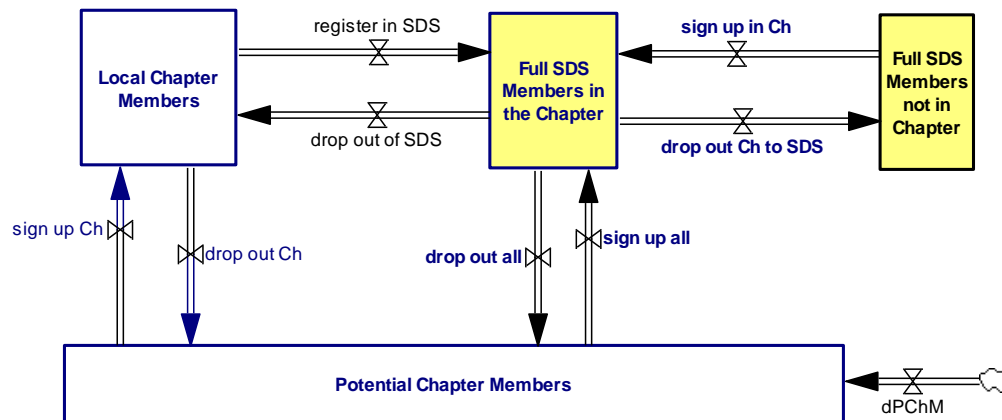 register in SDS
sign up in Ch
Local Chapter
Members
Full SDS
Members in
the Chapter
Full SDS
Members
not in
Chapter
drop out of SDS
drop out Ch to SDS
sign up Ch
drop out Ch
drop out all
sign up all
Potential Chapter Members
dPChM